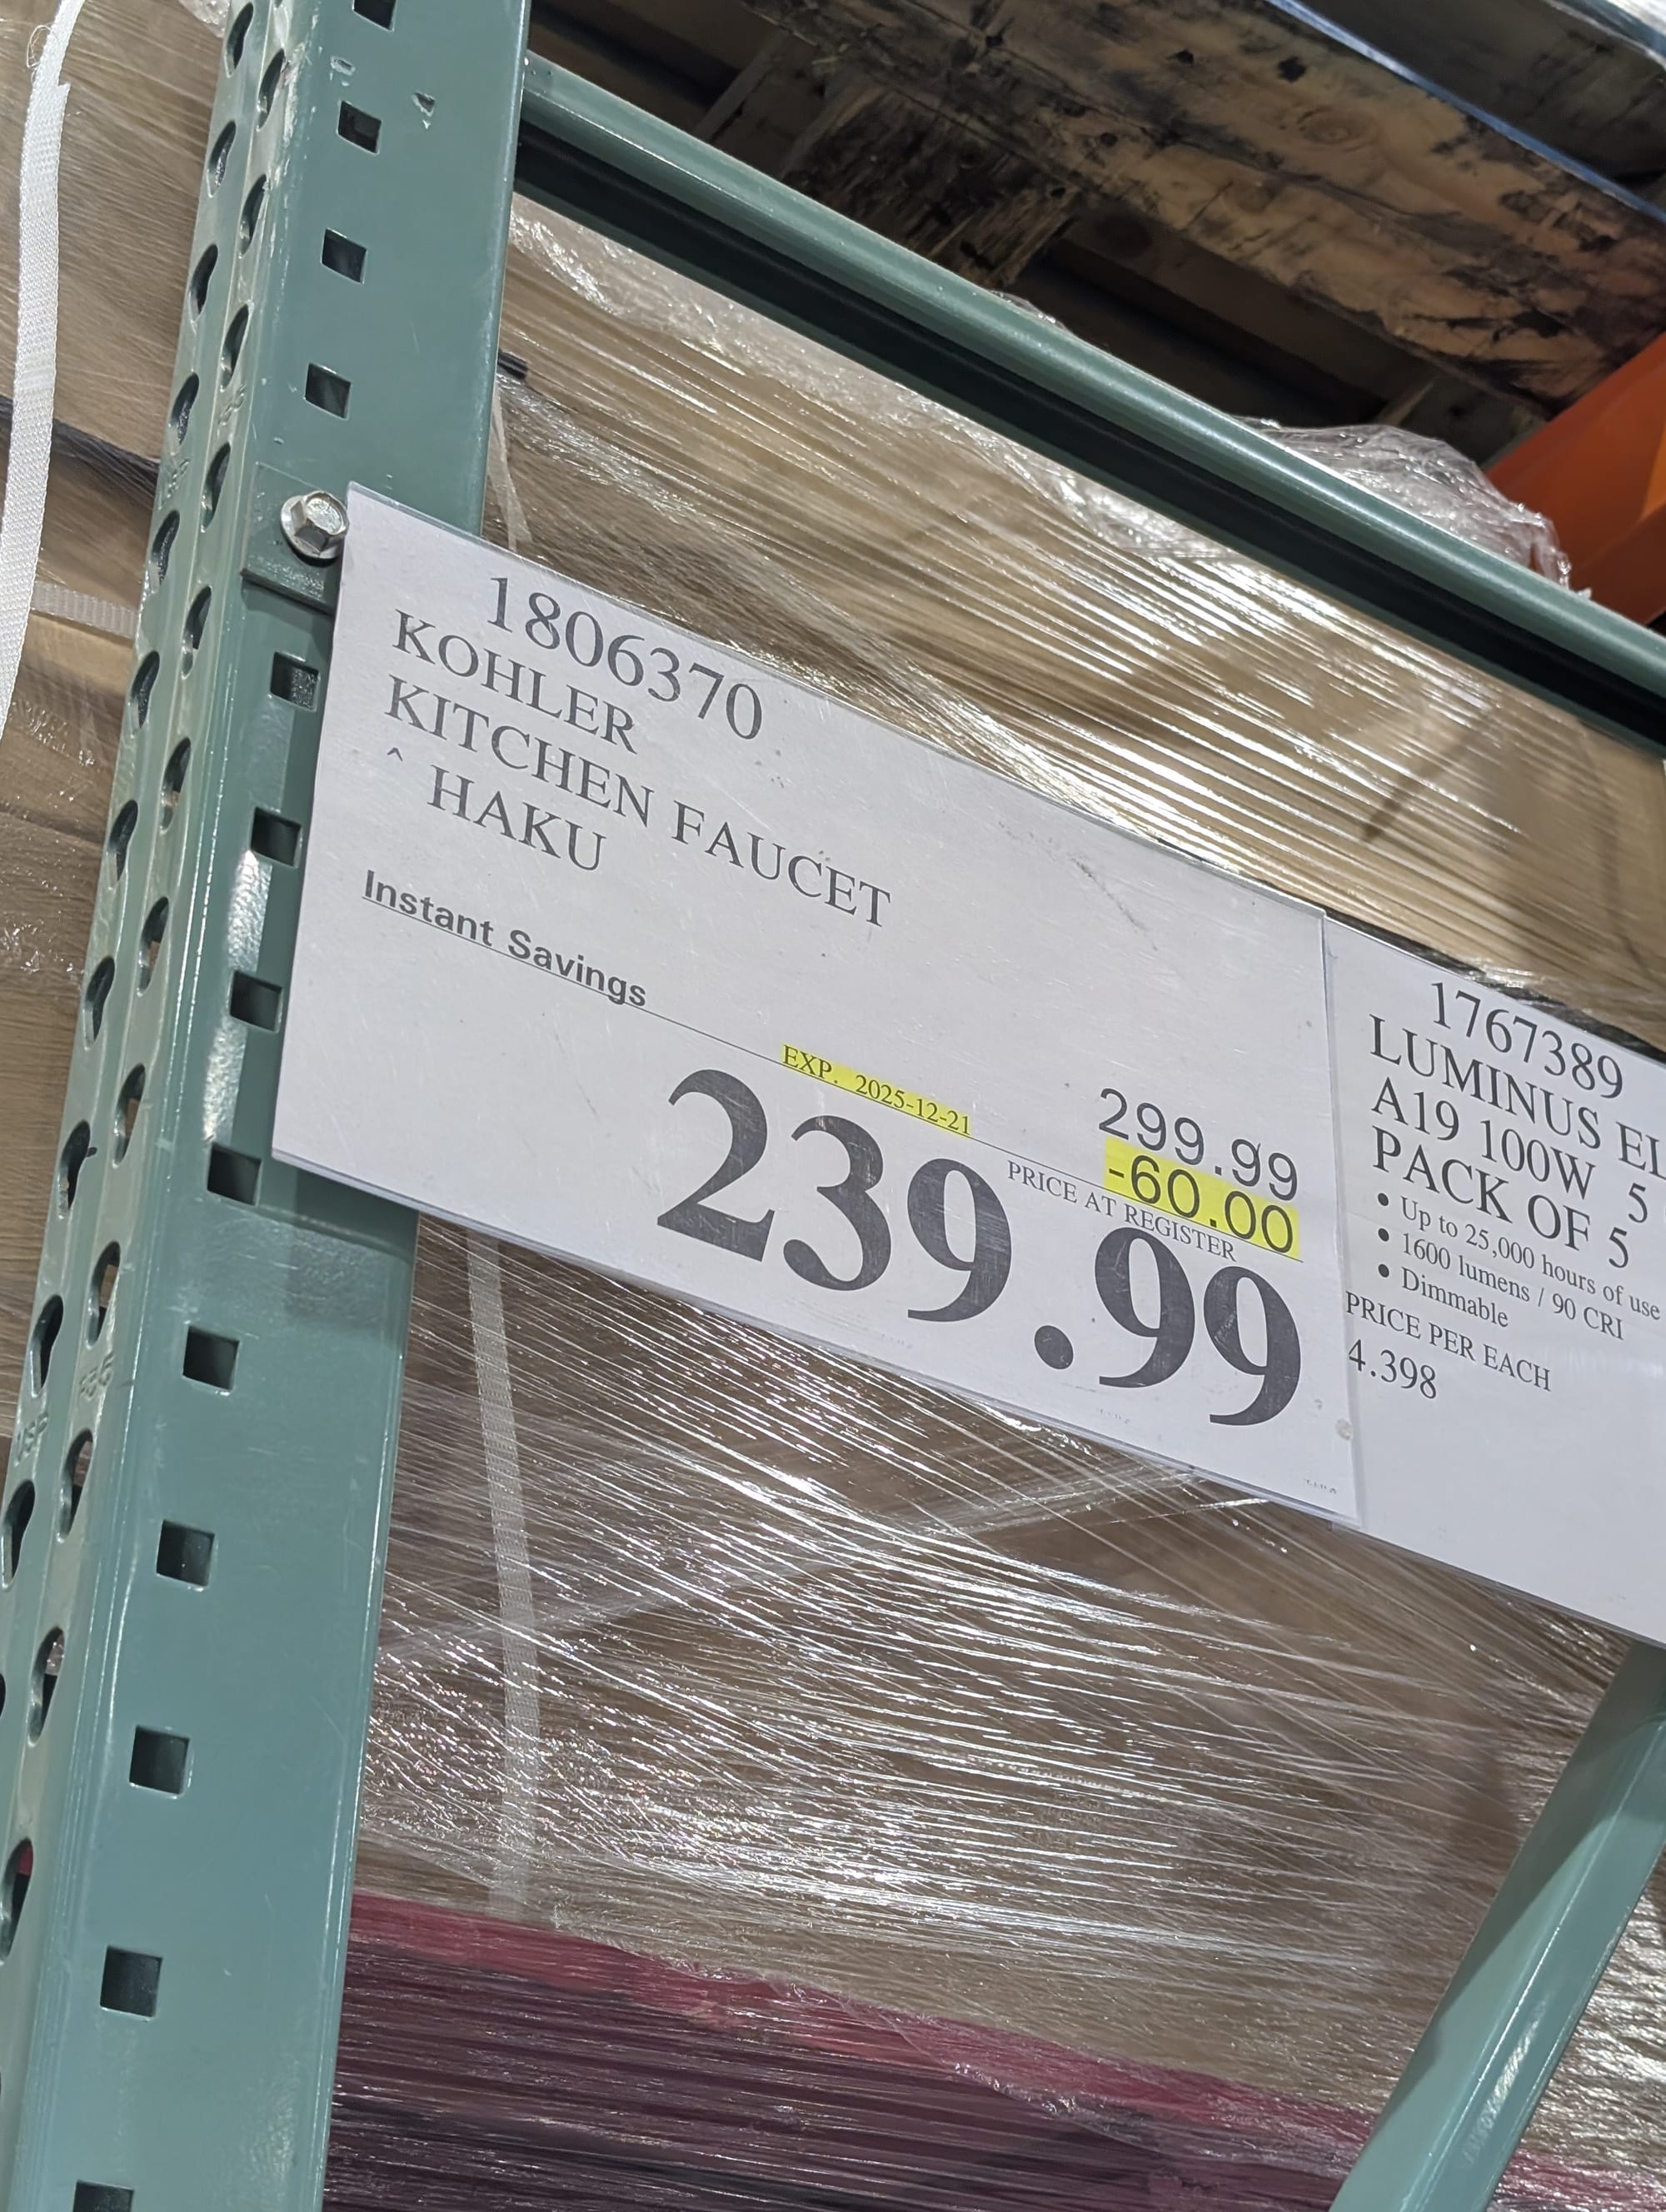 1806370
KOHLER
KITCHEN FAUCET
^ HAKU
Instant Savings
299.99
EXP. 2025-12-21
-60.00
PRICE AT REGISTER
239.99
1767389
LUMINUS
A19 100W 5
PACK OF 5
• Up to 25,000 hours of use
• 1600 lumens / 90 CRI
• Dimmable
PRICE PER EACH
4.398